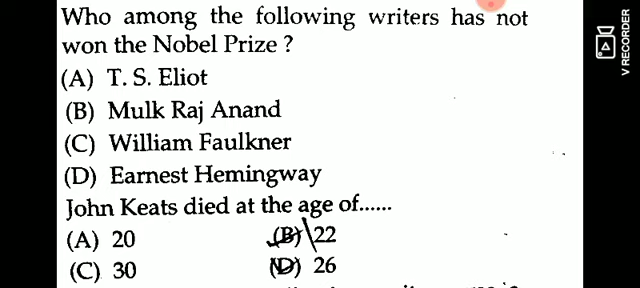 Who among the following writers has not
won the Nobel Prize ?
(A) T. S. Eliot
(B) Mulk Raj Anand
(C) William Faulkner
(D) Earnest Hemingway
John Keats died at the age of......
(A) 20 (B) 22
(C) 30 (D) 26
V RECORDER